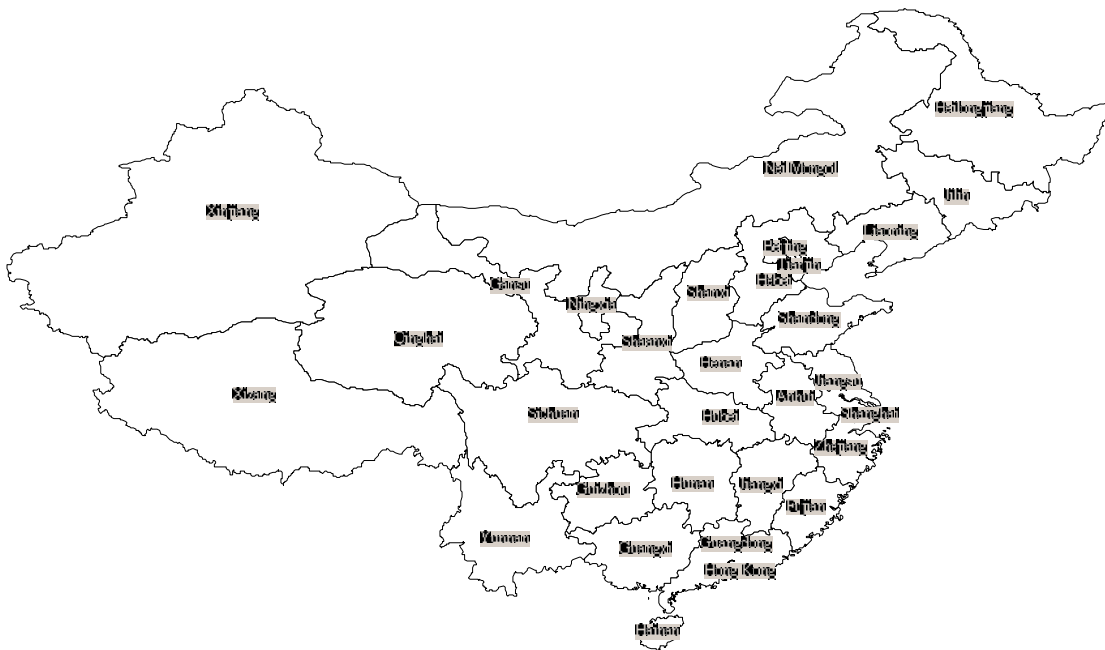 Heilongjiang
Nei Mongol
Jilin
Xinjiang
Liaoning
Beijing
Tianjin
Hebei
Gansu
Shanxi
Ningxia
Shandong
Qinghai
Shaanxi
Henan
Jiangsu
Xizang
Anhui
Sichuan
Hubei
Shanghai
Zhejiang
Guizhou
Hunan
Jiangxi
Fujian
Yunnan
Guangxi
Guangdong
Hong Kong
Hainan